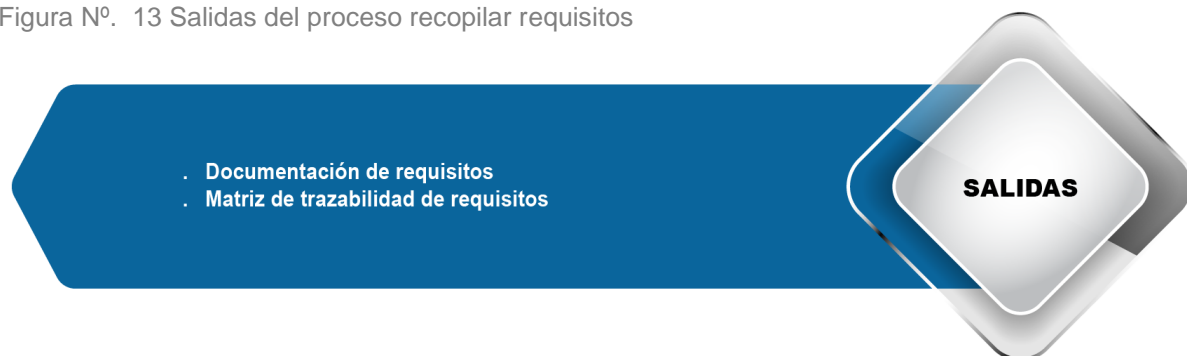 Figura Nº. 13 Salidas del proceso recopilar requisitos
. Documentación de requisitos
. Matriz de trazabilidad de requisitos
SALIDAS